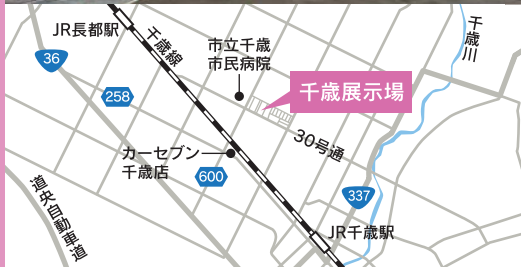 JR長都駅
千歳線
市立千歳
市民病院
千歳川
36
258
千歳展示場
30号通
カーセブン
千歳店
600
337
道央自動車道
JR千歳駅